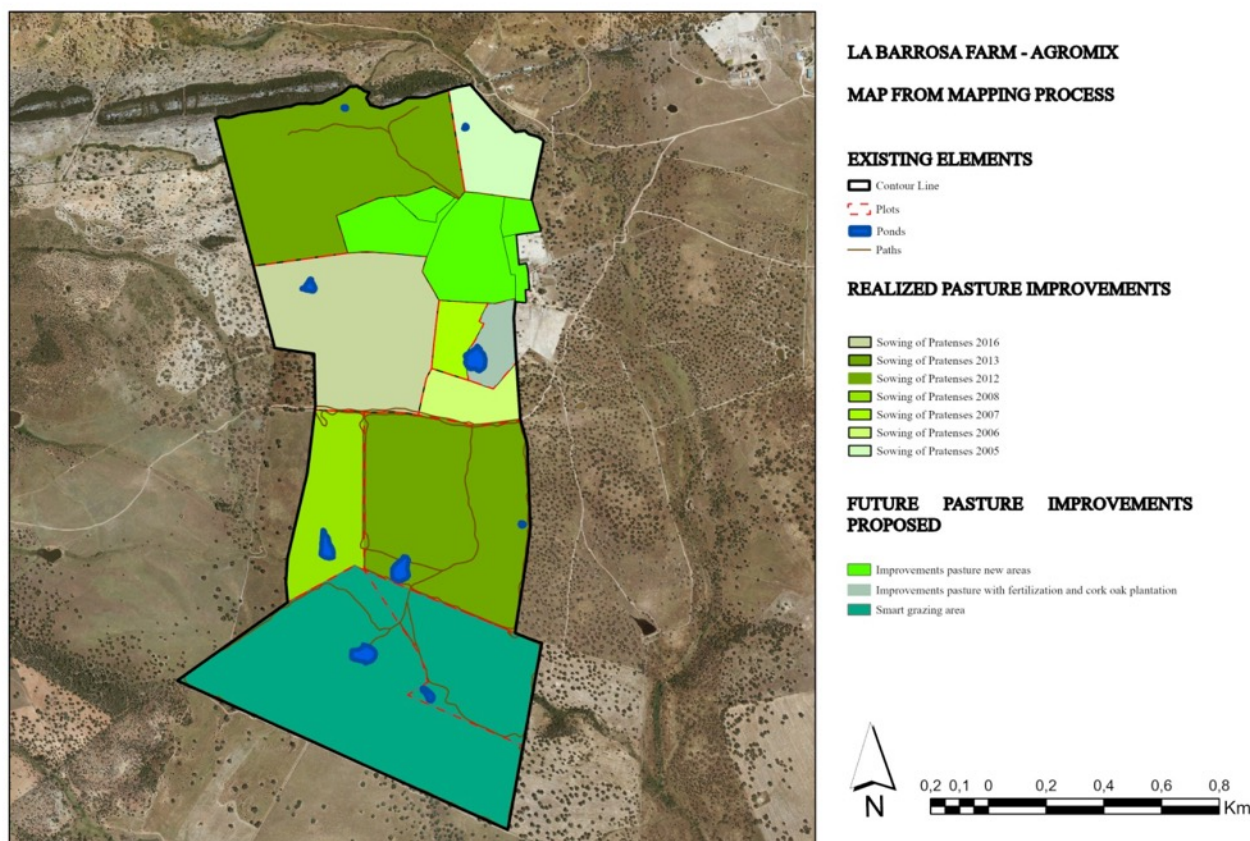 LA BARROSA FARM - AGROMIX
MAP FROM MAPPING PROCESS
EXISTING ELEMENTS
Contour Line
Plots
Ponds
Paths
REALIZED PASTURE IMPROVEMENTS
Sowing of Pratenses 2016
Sowing of Pratenses 2013
Sowing of Pratenses 2012
Sowing of Pratenses 2008
Sowing of Pratenses 2007
Sowing of Pratenses 2006
Sowing of Pratenses 2005
FUTURE PASTURE IMPROVEMENTS
PROPOSED
Improvements pasture new areas
Improvements pasture with fertilization and cork oak plantation
Smart grazing area
N
0,2 0,1 0 0,2 0,4 0,6 0,8
Km